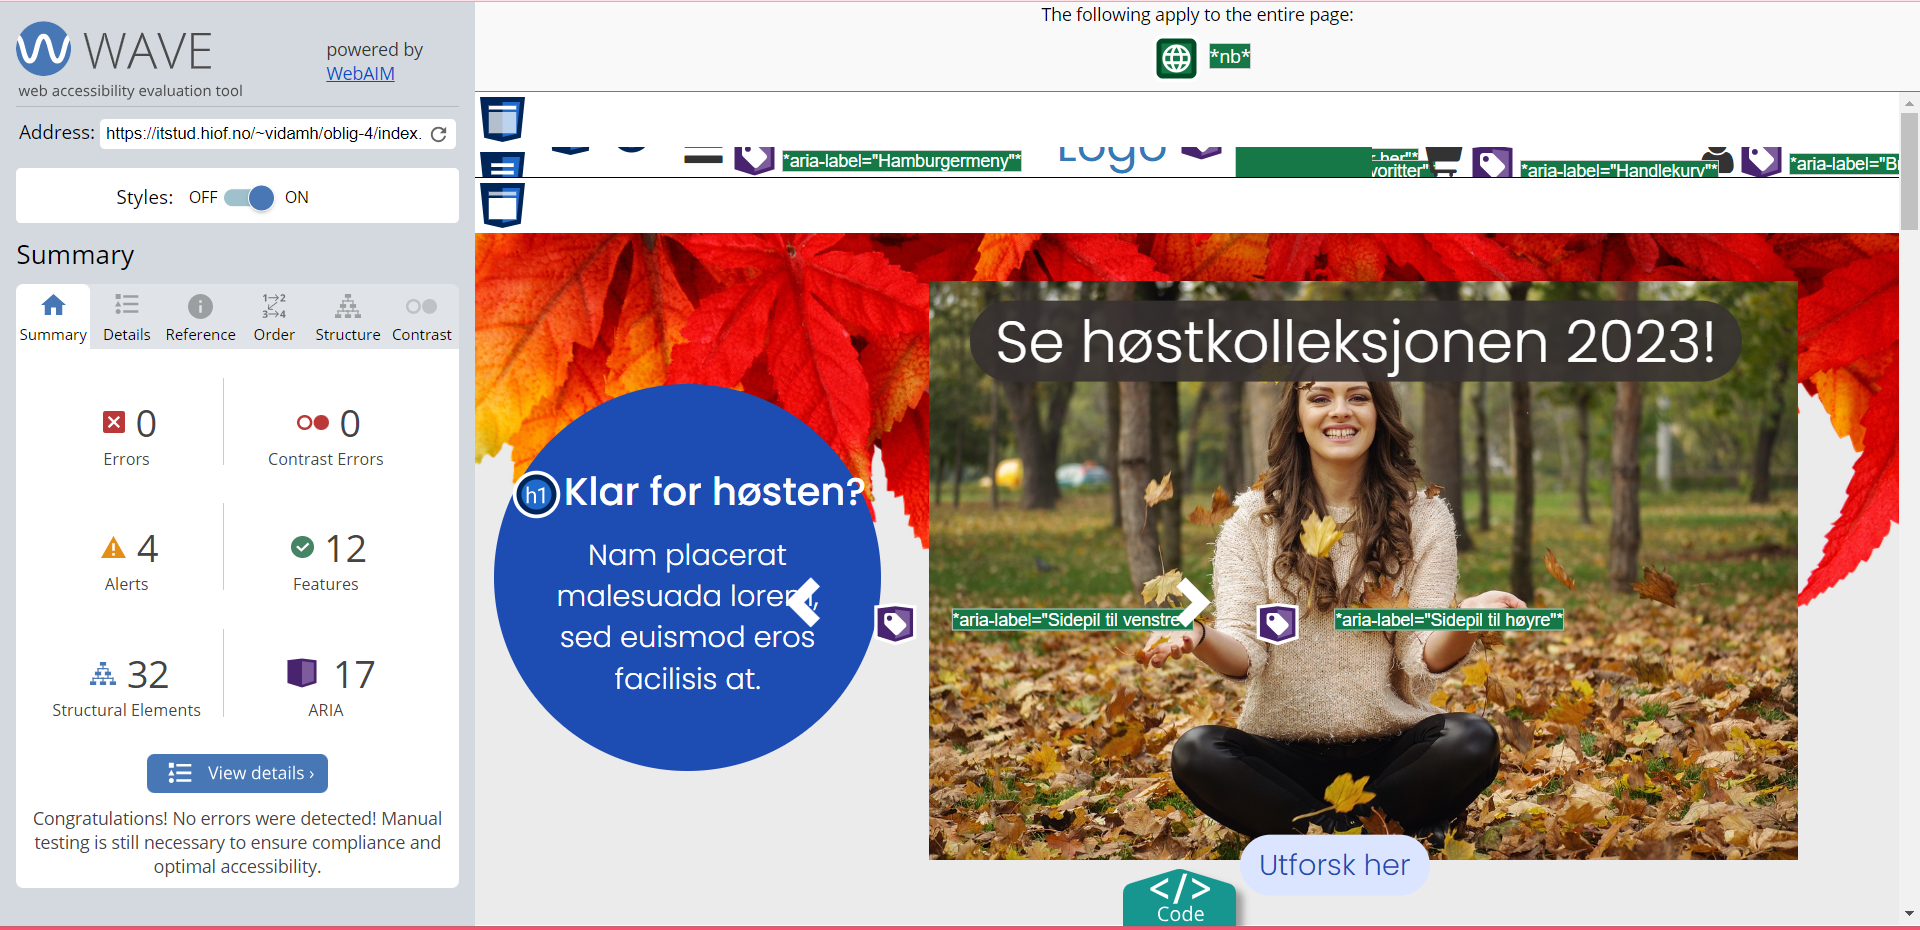 WAVE
powered by
WebAIM
web accessibility evaluation tool
Address: https://itstud.hiof.no/~vidamh/oblig-4/index.
Styles: OFF ON
Summary
Summary Details Reference Order Structure Contrast
0 0
Errors Contrast Errors
4 12
Alerts Features
32 17
Structural Elements ARIA
View details ›
Congratulations! No errors were detected! Manual
testing is still necessary to ensure compliance and
optimal accessibility.
The following apply to the entire page:
*nb*
*aria-label="Hamburgermeny"*
Logo
her"*
voritter"*
*aria-label="Handlekurv"*
*aria-label="B
Se høstkolleksjonen 2023!
h1 Klar for høsten?
Nam placerat
malesuada lorem,
sed euismod eros
facilisis at.
*aria-label="Sidepil til venstre
*aria-label="Sidepil til høyre"*
Utforsk her
</>
Code